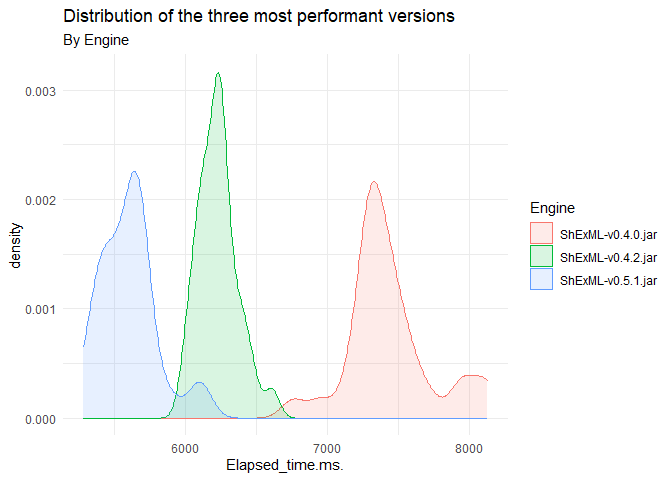 Distribution of the three most performant versions
By Engine
0.003
0.002
0.001
0.000
density
6000
7000
8000
Elapsed_time.ms.
Engine
ShExML-v0.4.0.jar
ShExML-v0.4.2.jar
ShExML-v0.5.1.jar